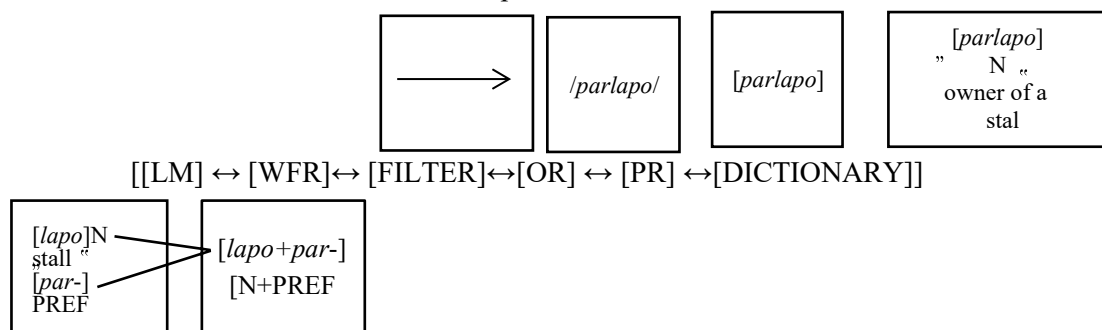 /parlapo/
[parlapo]
[parlapo]
” N “
owner of a
stal
[[LM] ↔ [WFR]↔ [FILTER]↔[OR] ↔ [PR] ↔[DICTIONARY]]
[lapo]N
„stall “
[par-]
PREF
[lapo+par-]
[N+PREF